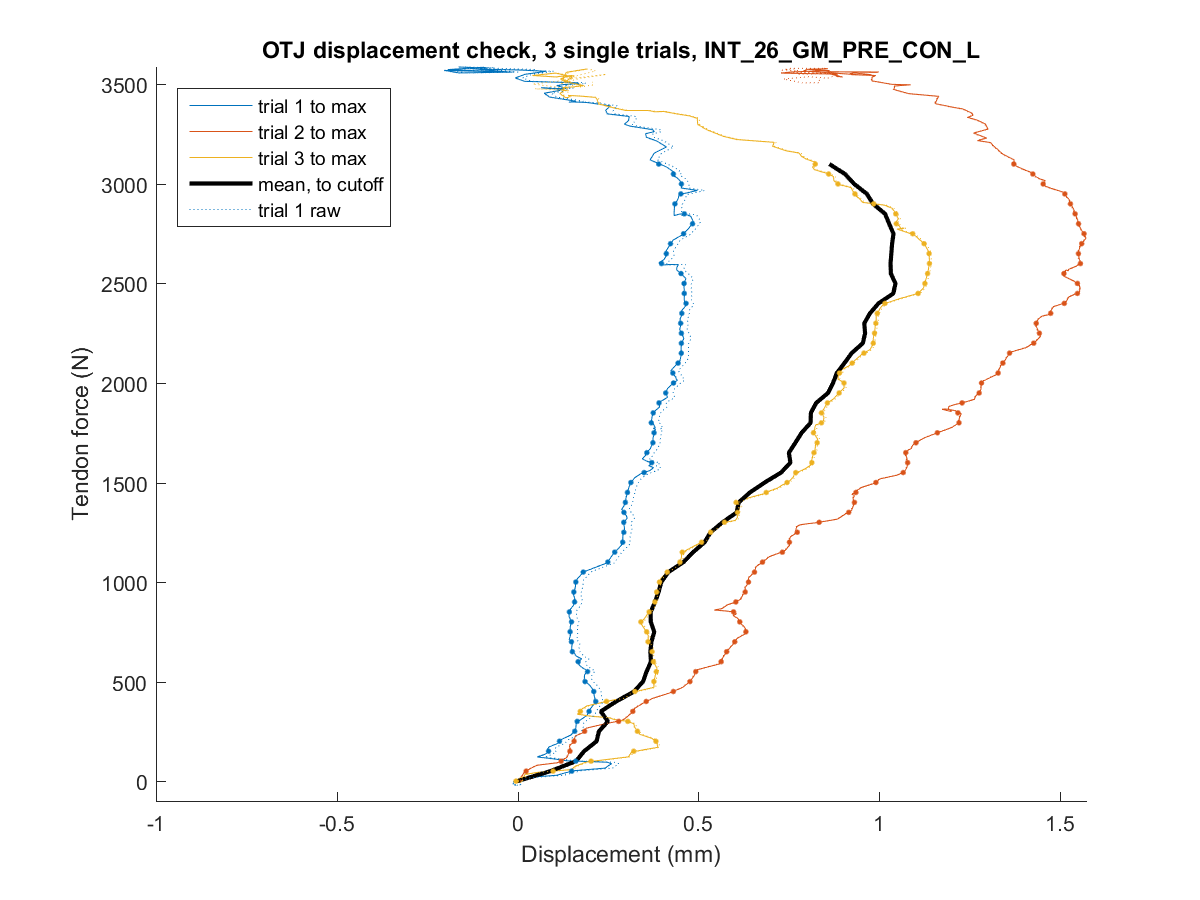 OTJ displacement check, 3 single trials, INT_26_GM_PRE_CON_L
3500
3000
2500
2000
1500
1000
500
0
Tendon force (N)
trial 1 to max
trial 2 to max
trial 3 to max
mean, to cutoff
trial 1 raw
-1
-0.5
0
0.5
1
1.5
Displacement (mm)